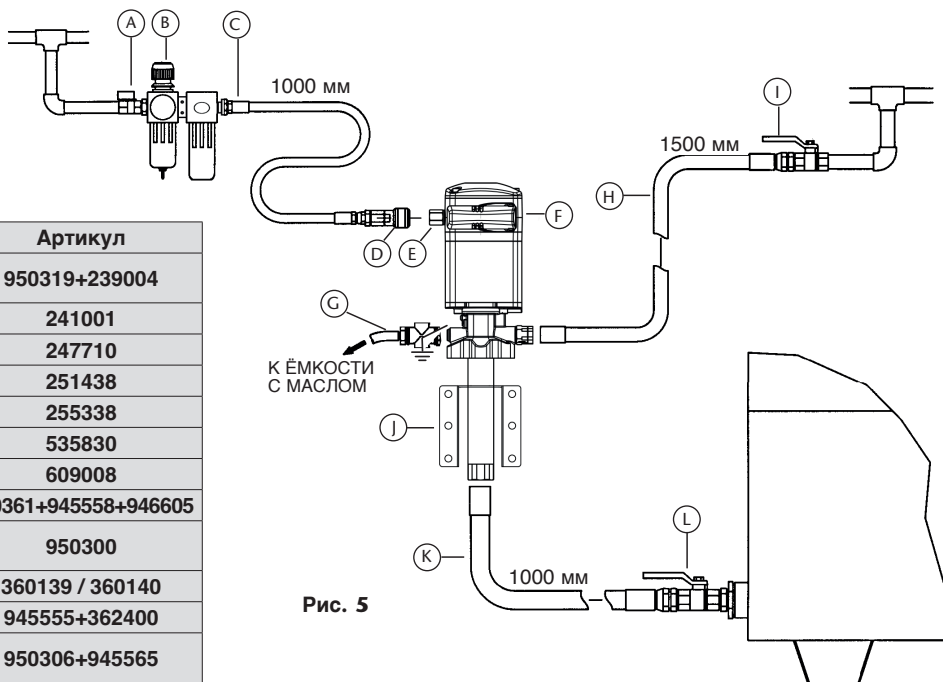 A
B
C
1000 мм
I
1500 мм
H
F
D
E
G
К ЁМКОСТИ
С МАСЛОМ
J
L
K
1000 мм
Рис. 5
Артикул
950319+239004
241001
247710
251438
255338
535830
609008
361+945558+946605
950300
360139 / 360140
945555+362400
950306+945565